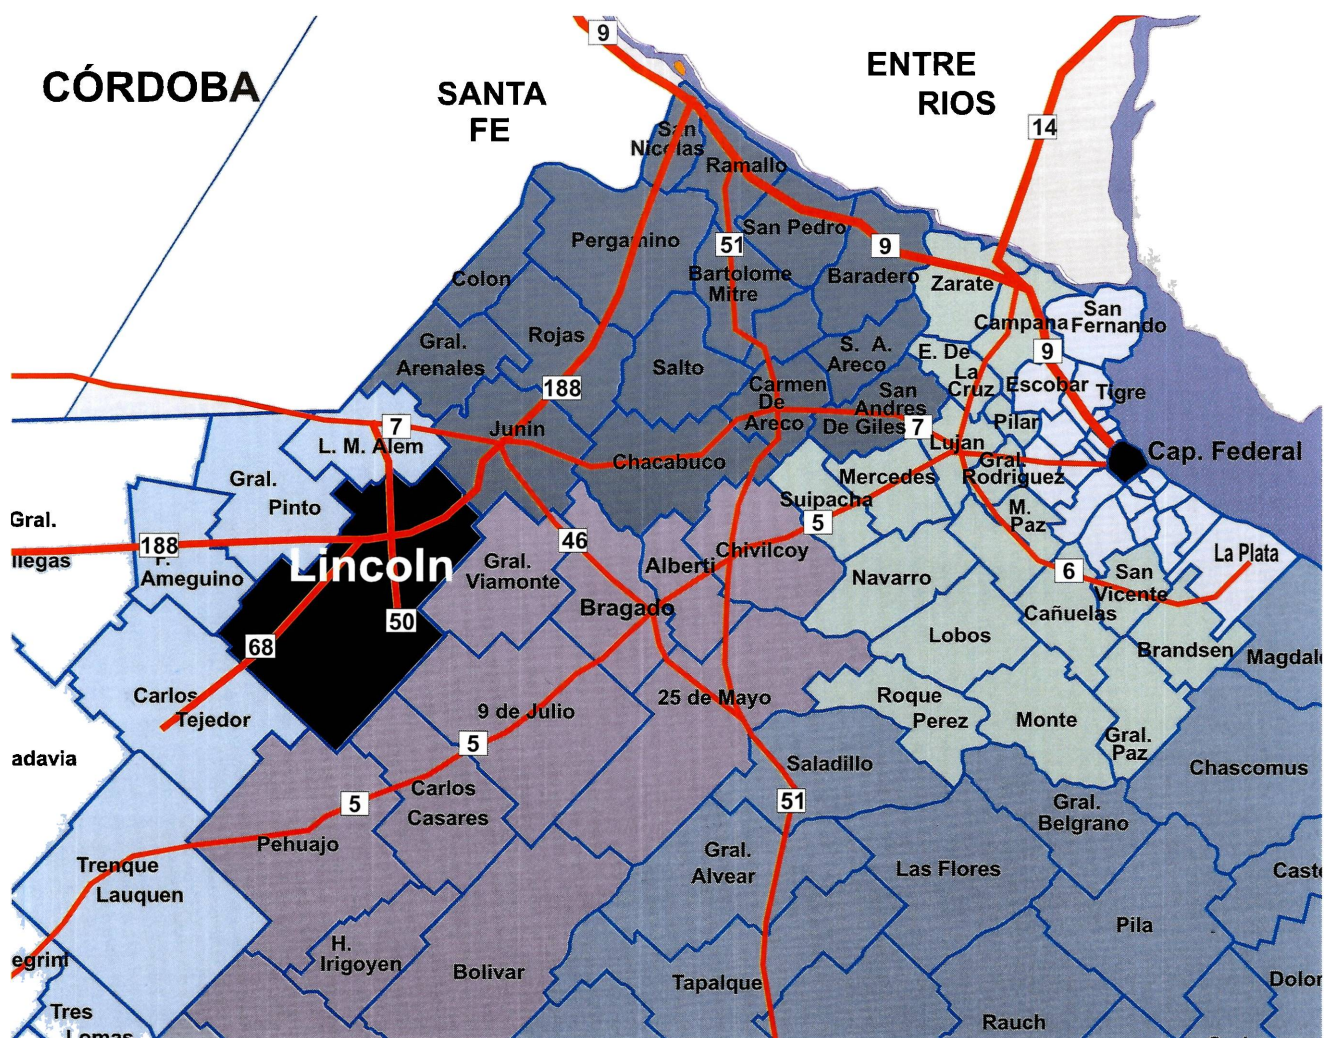 9
ENTRE
RIOS
CÓRDOBA
SANTA
FE
14
San
Nicolas
Ramallo
San Pedro
Pergamino
51
9
Colon
Bartolome
Mitre
Baradero
Zarate
San
Fernando
Campana
Rojas
Gral.
Arenales
S. A.
Areco
E. De
La
Cruz
9
Salto
188
Carmen
De
Areco
San
Andres
De Giles
Escobar
Tigre
7
L. M. Alem
Junin
7
Pilar
Lujan
Cap. Federal
Chacabuco
Gral.
Rodriguez
Mercedes
Gral.
Pinto
Suipacha
M.
Paz
Gral.
llegas
5
188
F.
Ameguino
46
Lincoln
Gral.
Viamonte
Alberti
Chivilcoy
La Plata
Navarro
6
San
Vicente
50
Bragado
Cañuelas
68
Lobos
Brandsen
Magdale
Carlos
Tejedor
25 de Mayo
Roque
Perez
9 de Julio
Monte
Gral.
Paz
5
adavia
Saladillo
Chascomus
Carlos
Casares
5
51
Gral.
Belgrano
Pehuajo
Gral.
Alvear
Las Flores
Trenque
Lauquen
Caste
Pila
H.
Irigoyen
egrini
Bolivar
Tapalque
Dolor
Tres
Lomas
Rauch